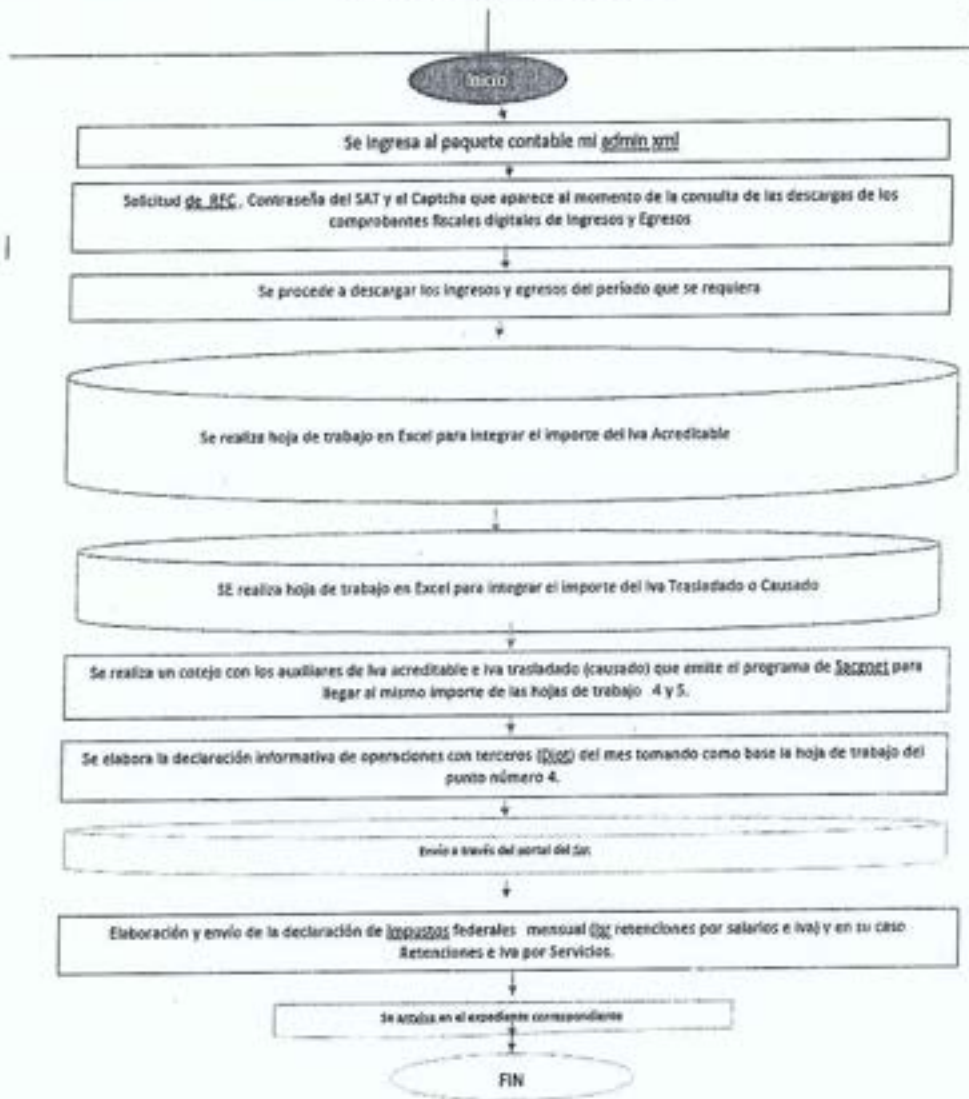 Inicio
Se ingresa al paquete contable mi admin xml
Solicitud de RFC , Contraseña del SAT y el Captcha que aparece al momento de la consulta de las descargas de los
comprobantes fiscales digitales de Ingresos y Egresos
Se procede a descargar los ingresos y egresos del período que se requiera
Se realiza hoja de trabajo en Excel para integrar el importe del Iva Acreditable
SE realiza hoja de trabajo en Excel para integrar el importe del Iva Trasladado o Causado
Se realiza un cotejo con los auxiliares de Iva acreditable e Iva trasladado (causado) que emite el programa de Sacgnet para
llegar al mismo importe de las hojas de trabajo 4 y 5.
Se elabora la declaración informativa de operaciones con terceros (Diot) del mes tomando como base la hoja de trabajo del
punto número 4.
Envío a través del portal del Sat
Elaboración y envío de la declaración de Impustos federales mensual (Isr retenciones por salarios e iva) y en su caso
Retenciones e iva por Servicios.
Se en el expediente correspondiente
FIN